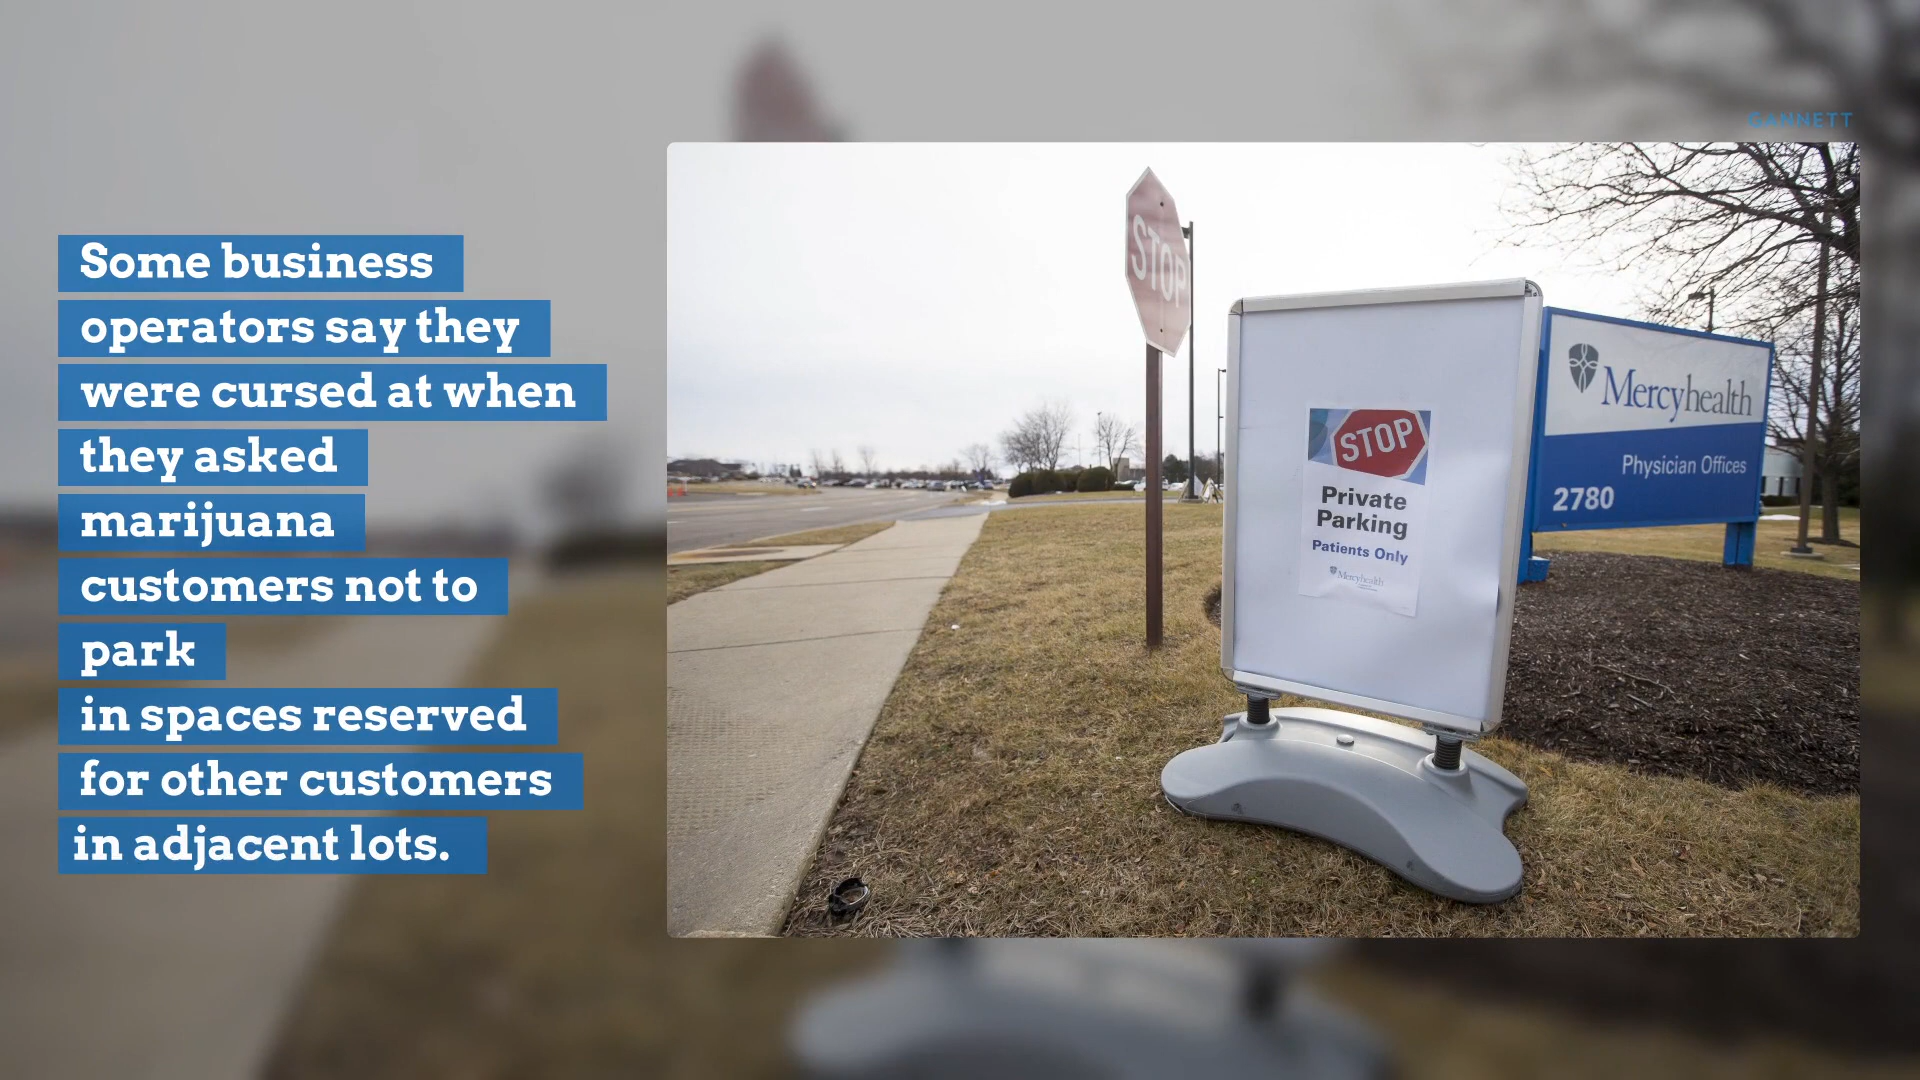 GANNETT
Some business
operators say they
were cursed at when
they asked
marijuana
customers not to
park
in spaces reserved
for other customers
in adjacent lots.
STOP
STOP
Private
Parking
Patients Only
Mercyhealth
Mercyhealth
Physician Offices
2780